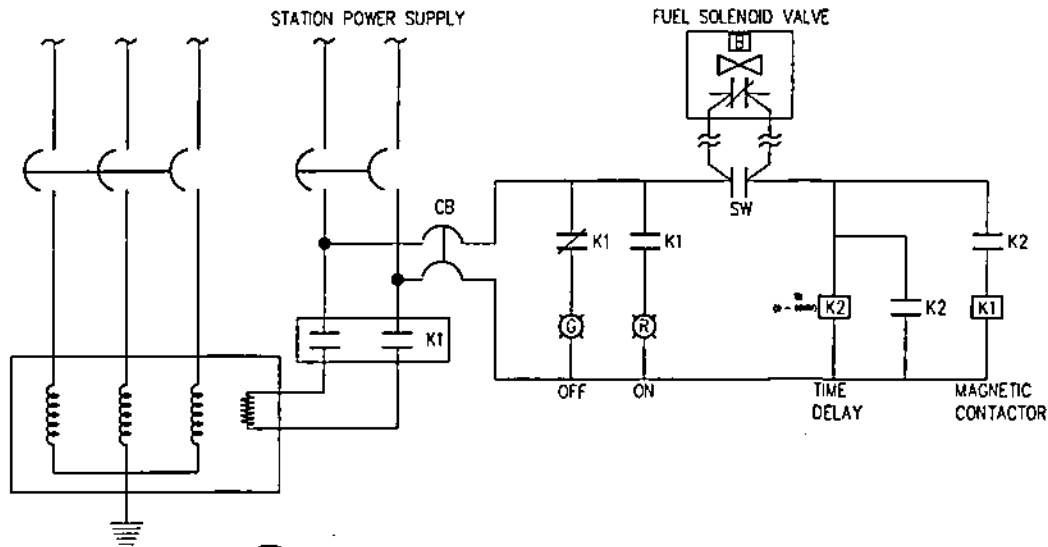 STATION POWER SUPPLY
FUEL SOLENOID VALVE
B
CB
SW
K1
K1
K2
K1
G
R
K2
K2
K1
OFF
ON
TIME
DELAY
MAGNETIC
CONTACTOR